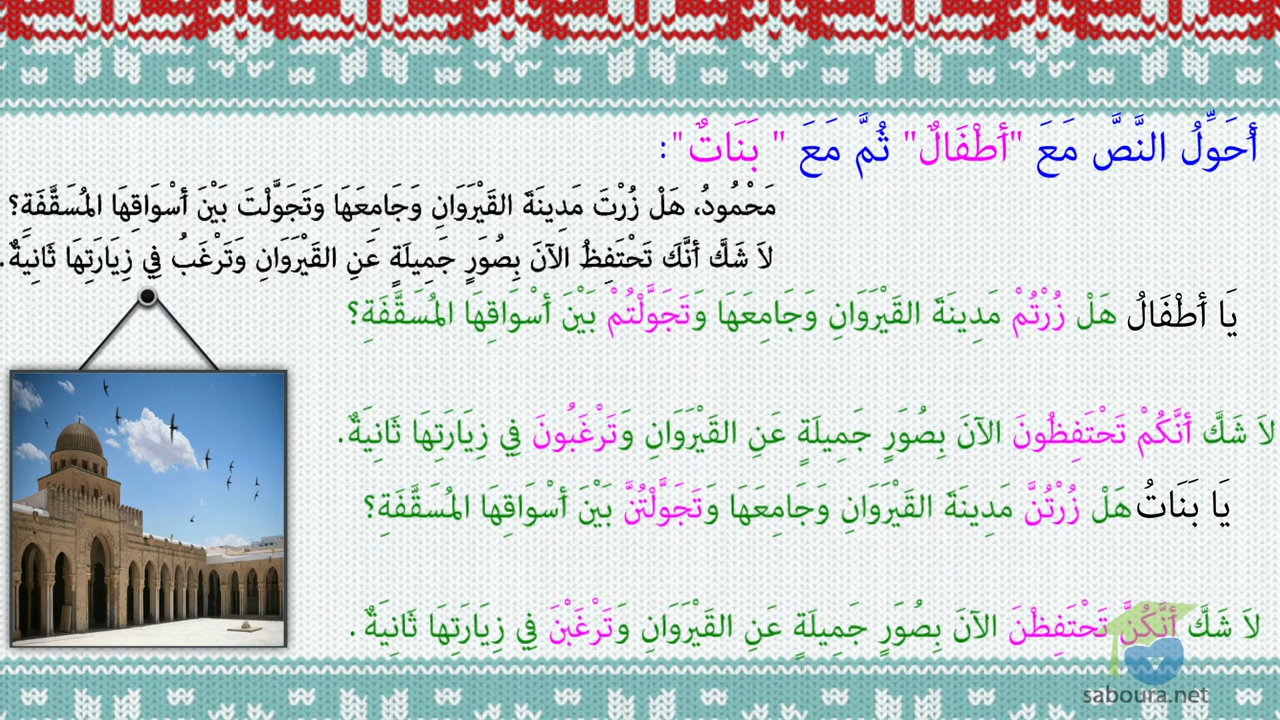 أُحَوِّلُ النَّصَّ مَعَ "أَطْفَالٌ" ثُمَّ مَعَ " بَنَاتٌ":
مَحْمُودُ، هَلْ زُرْتَ مَدِينَةَ القَيْرَوَانِ وَجَامِعَهَا وَتَجَوَّلْتَ بَيْنَ أَسْوَاقِهَا المُسَقَّفَةِ؟
لاَ شَكَّ أَنَّكَ تَحْتَفِظُ الآنَ بِصُوَرٍ جَمِيلَةٍ عَنِ القَيْرَوَانِ وَتَرْغَبُ فِي زِيَارَتِهَا ثَانِيةً.
يَا أَطْفَالُ هَلْ زُرْتُمْ مَدِينَةَ القَيْرَوَانِ وَجَامِعَهَا وَتَجَوَّلْتُمْ بَيْنَ أَسْوَاقِهَا المُسَقَّفَةِ؟
لاَ شَكَّ أَنَّكُمْ تَحْتَفِظُونَ الآنَ بِصُوَرٍ جَمِيلَةٍ عَنِ القَيْرَوَانِ وَتَرْغَبُونَ فِي زِيَارَتِهَا ثَانِيَةً.
يَا بَنَاتُ هَلْ زُرْتُنَّ مَدِينَةَ القَيْرَوَانِ وَجَامِعَهَا وَتَجَوَّلْتُنَّ بَيْنَ أَسْوَاقِهَا المُسَقَّفَةِ؟
لاَ شَكَّ أَنَّكُنَّ تَحْتَفِظْنَ الآنَ بِصُوَرٍ جَمِيلَةٍ عَنِ القَيْرَوَانِ وَتَرْغَبْنَ فِي زِيَارَتِهَا ثَانِيَةً .
saboura.net